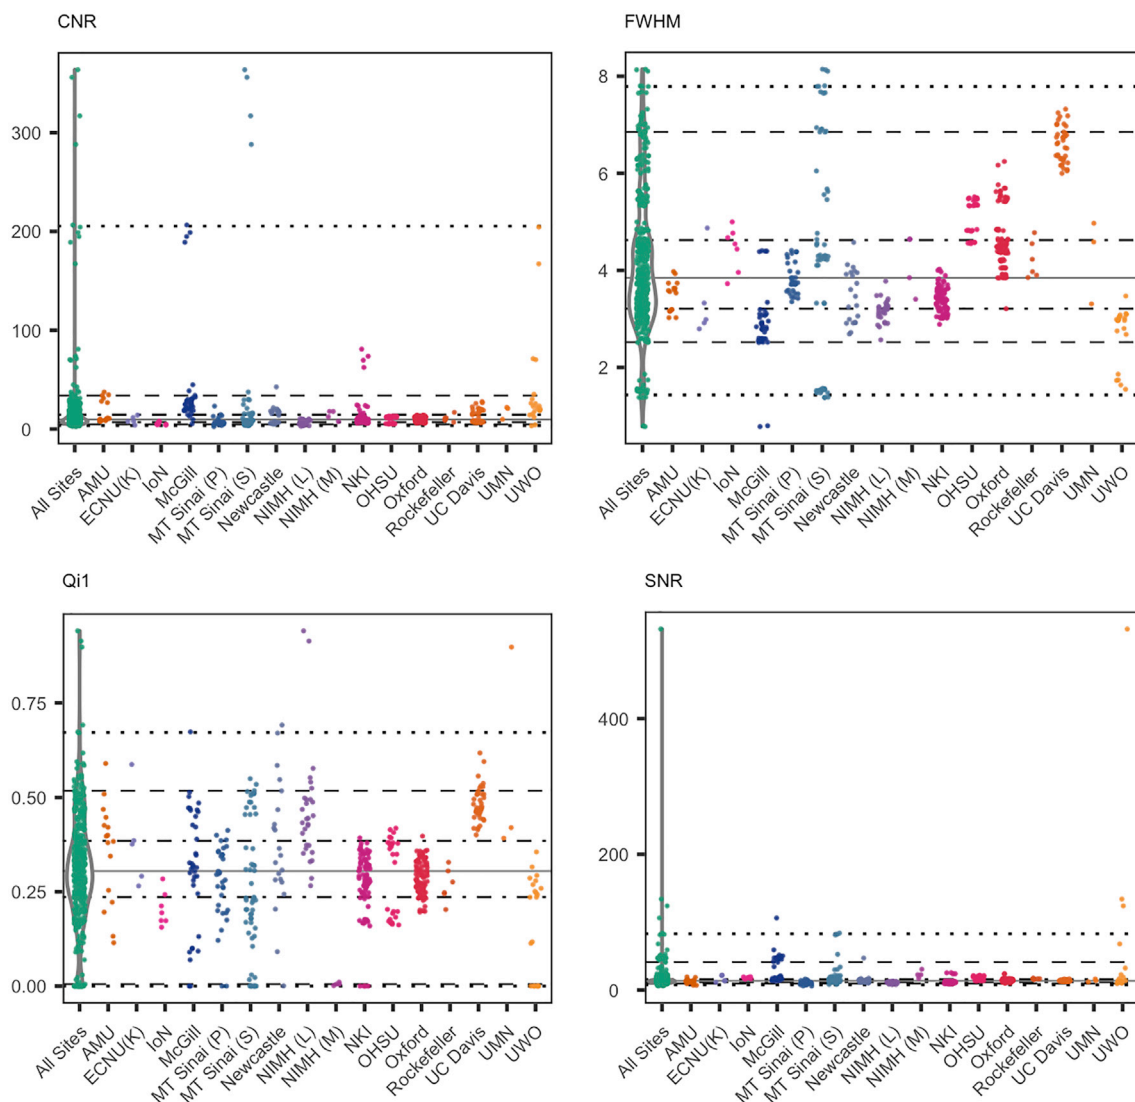 CNR
300
200
100
0
All Sites
AMU
ECNU(K)
IoN
McGill
MT Sinai (P)
MT Sinai (S)
Newcastle
NIMH (L)
NIMH (M)
NKI
OHSU
Oxford
Rockefeller
UC Davis
UMN
UWO
FWHM
8
6
4
2
All Sites
AMU
ECNU(K)
IoN
McGill
MT Sinai (P)
MT Sinai (S)
Newcastle
NIMH (L)
NIMH (M)
NKI
OHSU
Oxford
Rockefeller
UC Davis
UMN
UWO
Qi1
0.75
0.50
0.25
0.00
All Sites
AMU
ECNU(K)
IoN
McGill
MT Sinai (P)
MT Sinai (S)
Newcastle
NIMH (L)
NIMH (M)
NKI
OHSU
Oxford
Rockefeller
UC Davis
UMN
UWO
SNR
400
200
0
All Sites
AMU
ECNU(K)
IoN
McGill
MT Sinai (P)
MT Sinai (S)
Newcastle
NIMH (L)
NIMH (M)
NKI
OHSU
Oxford
Rockefeller
UC Davis
UMN
UWO